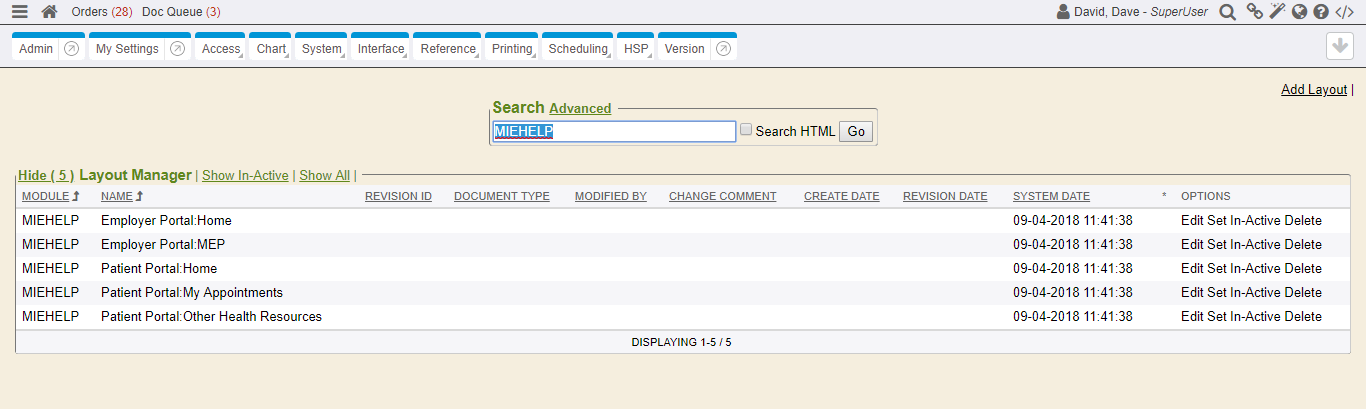 Orders (28) Doc Queue (3) David, Dave - SuperUser
Admin My Settings Access Chart System Interface Reference Printing Scheduling HSP Version
Add Layout |
Search Advanced
MIEHELP Search HTML Go
Hide ( 5 ) Layout Manager | Show In-Active | Show All |
MODULE NAME REVISION ID DOCUMENT TYPE MODIFIED BY CHANGE COMMENT CREATE DATE REVISION DATE SYSTEM DATE * OPTIONS
MIEHELP Employer Portal:Home 09-04-2018 11:41:38 Edit Set In-Active Delete
MIEHELP Employer Portal:MEP 09-04-2018 11:41:38 Edit Set In-Active Delete
MIEHELP Patient Portal:Home 09-04-2018 11:41:38 Edit Set In-Active Delete
MIEHELP Patient Portal:My Appointments 09-04-2018 11:41:38 Edit Set In-Active Delete
MIEHELP Patient Portal:Other Health Resources 09-04-2018 11:41:38 Edit Set In-Active Delete
DISPLAYING 1-5 / 5